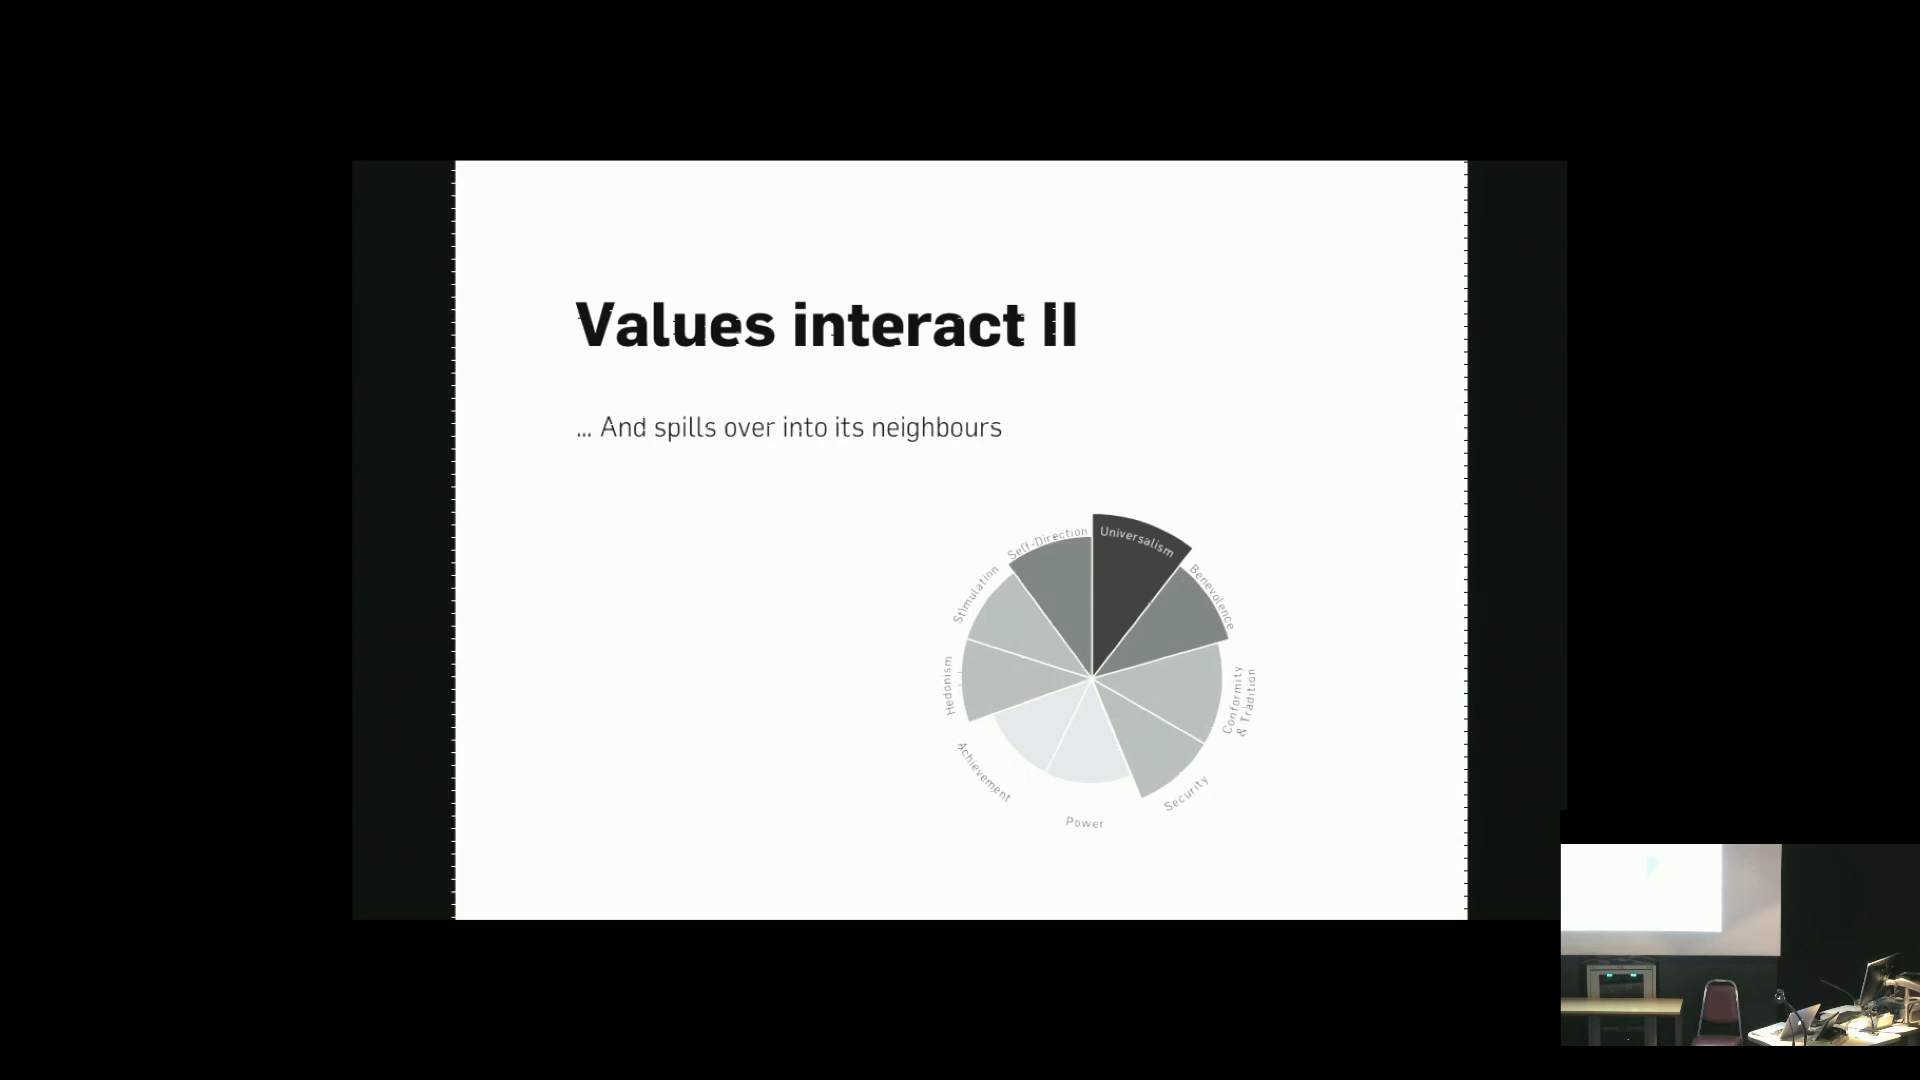 Values interact II
... And spills over into its neighbours
Self-Direction
Universalism
Stimulation
Benevolence
Hedonism
Conformity
& Tradition
Achievement
Security
Power